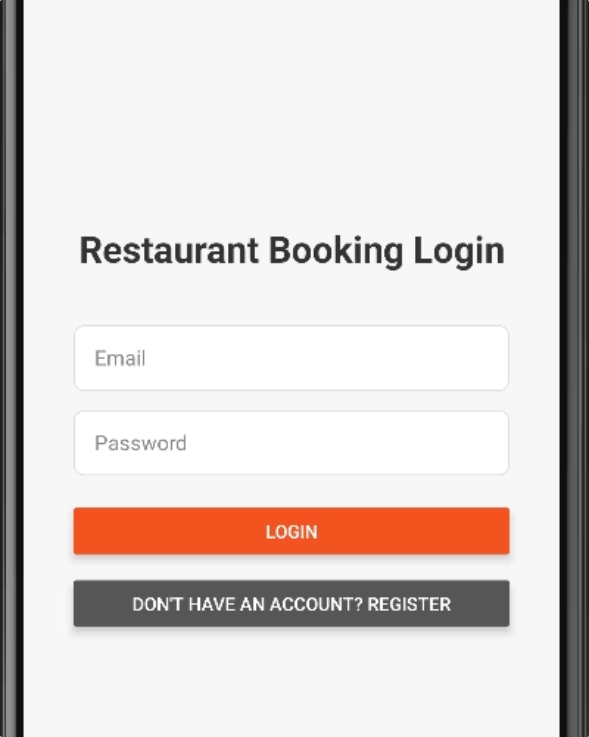 Restaurant Booking Login
Email
Password
LOGIN
DON'T HAVE AN ACCOUNT? REGISTER